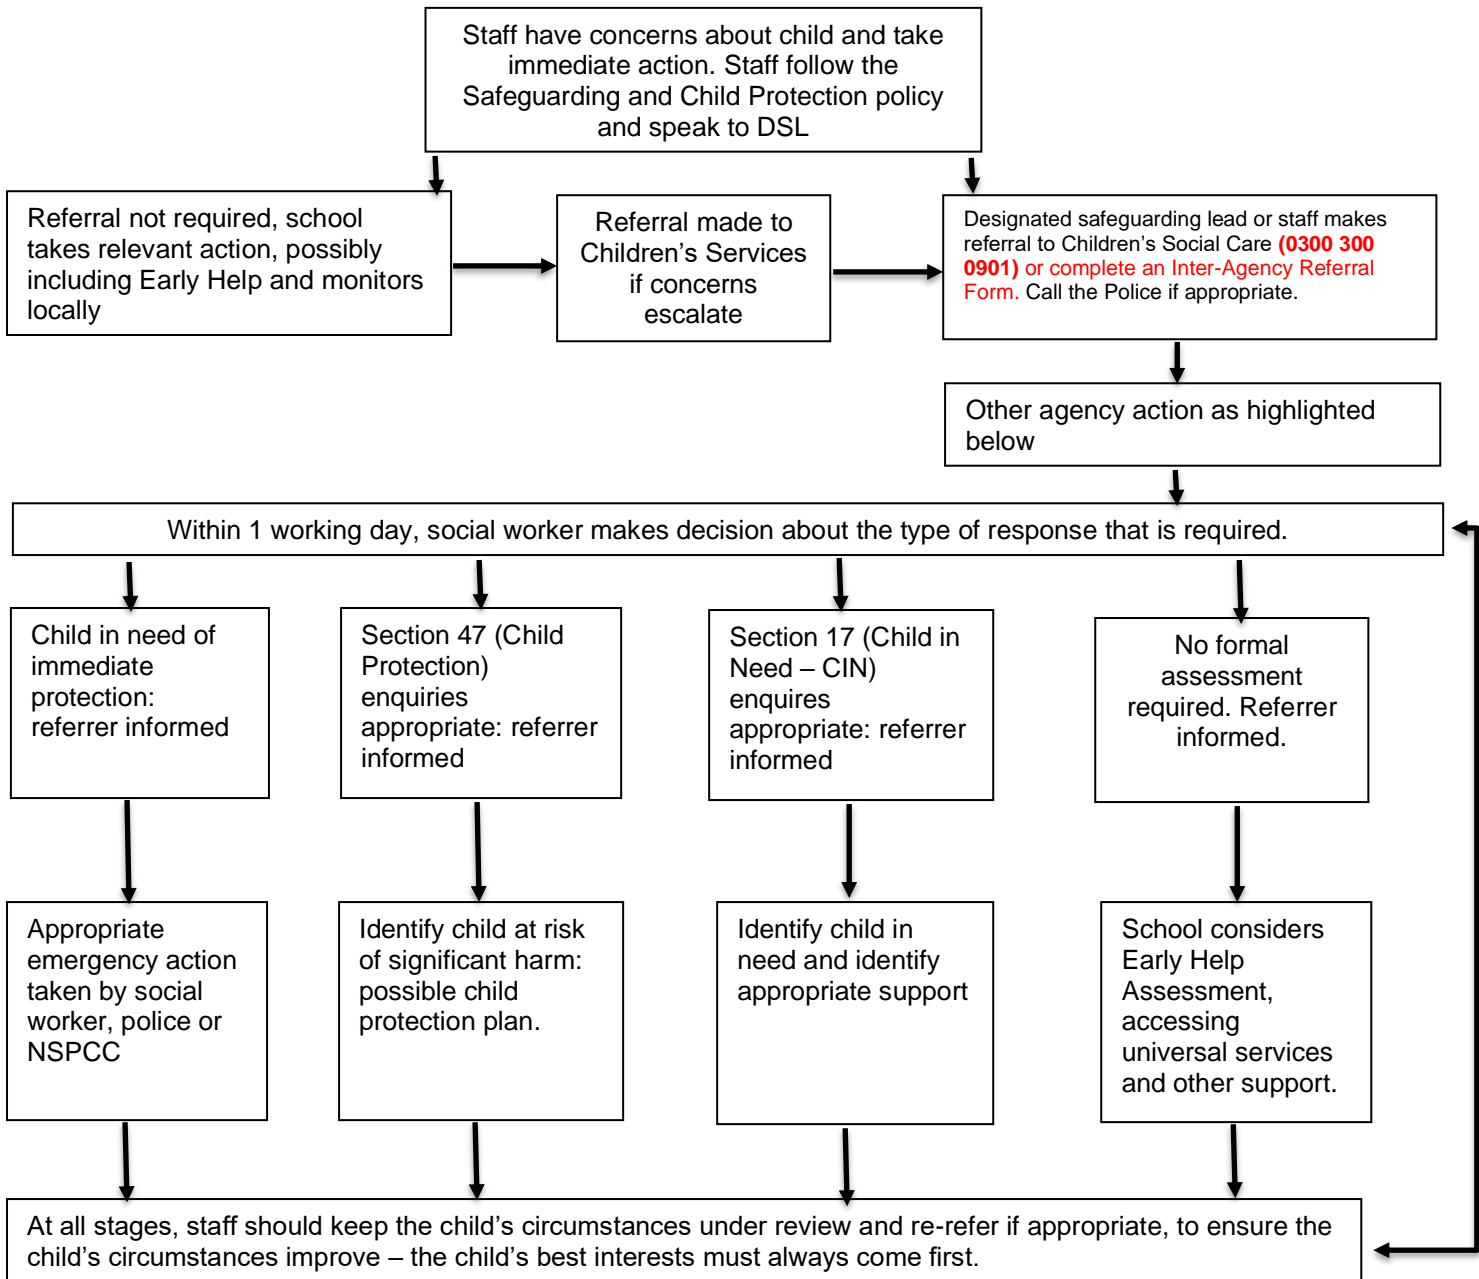 Staff have concerns about child and take
immediate action. Staff follow the
Safeguarding and Child Protection policy
and speak to DSL
Referral not required, school
takes relevant action, possibly
including Early Help and monitors
locally
Referral made to
Children’s Services
if concerns
escalate
Designated safeguarding lead or staff makes
referral to Children’s Social Care (0300 300
0901) or complete an Inter-Agency Referral
Form. Call the Police if appropriate.
Other agency action as highlighted
below
Within 1 working day, social worker makes decision about the type of response that is required.
Child in need of
immediate
protection:
referrer informed
Section 47 (Child
Protection)
enquiries
appropriate: referrer
informed
Section 17 (Child in
Need – CIN)
enquires
appropriate: referrer
informed
No formal
assessment
required. Referrer
informed.
Appropriate
emergency action
taken by social
worker, police or
NSPCC
Identify child at risk
of significant harm:
possible child
protection plan.
Identify child in
need and identify
appropriate support
School considers
Early Help
Assessment,
accessing
universal services
and other support.
At all stages, staff should keep the child’s circumstances under review and re-refer if appropriate, to ensure the
child’s circumstances improve – the child’s best interests must always come first.